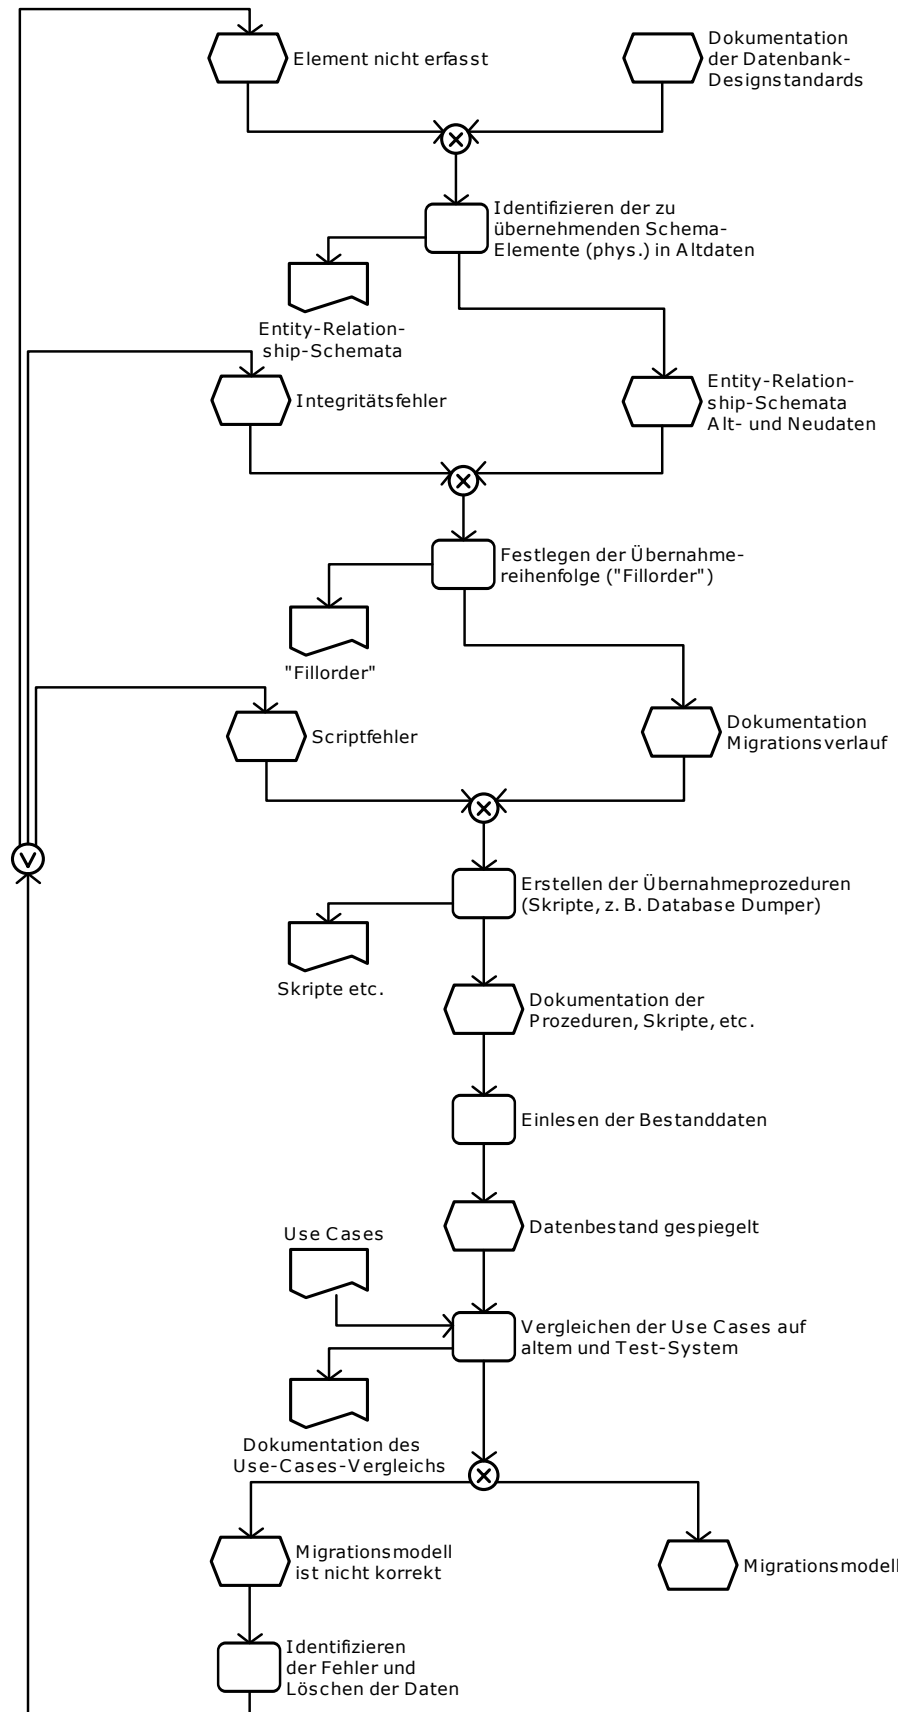 Element nicht erfasst
Dokumentation
der Datenbank-
Designstandards
Identifizieren der zu
übernehmenden Schema-
Elemente (phys.) in Altdaten
Entity-Relation-
ship-Schemata
Integritätsfehler
Entity-Relation-
ship-Schemata
Alt- und Neudaten
Festlegen der Übernahme-
reihenfolge ("Fillorder")
"Fillorder"
Scriptfehler
Dokumentation
Migrationsverlauf
Erstellen der Übernahmeprozeduren
(Skripte, z. B. Database Dumper)
Skripte etc.
Dokumentation der
Prozeduren, Skripte, etc.
Einlesen der Bestanddaten
Use Cases
Datenbestand gespiegelt
Vergleichen der Use Cases auf
altem und Test-System
Dokumentation des
Use-Cases-Vergleichs
Migrationsmodell
ist nicht korrekt
Migrationsmodell
Identifizieren
der Fehler und
Löschen der Daten